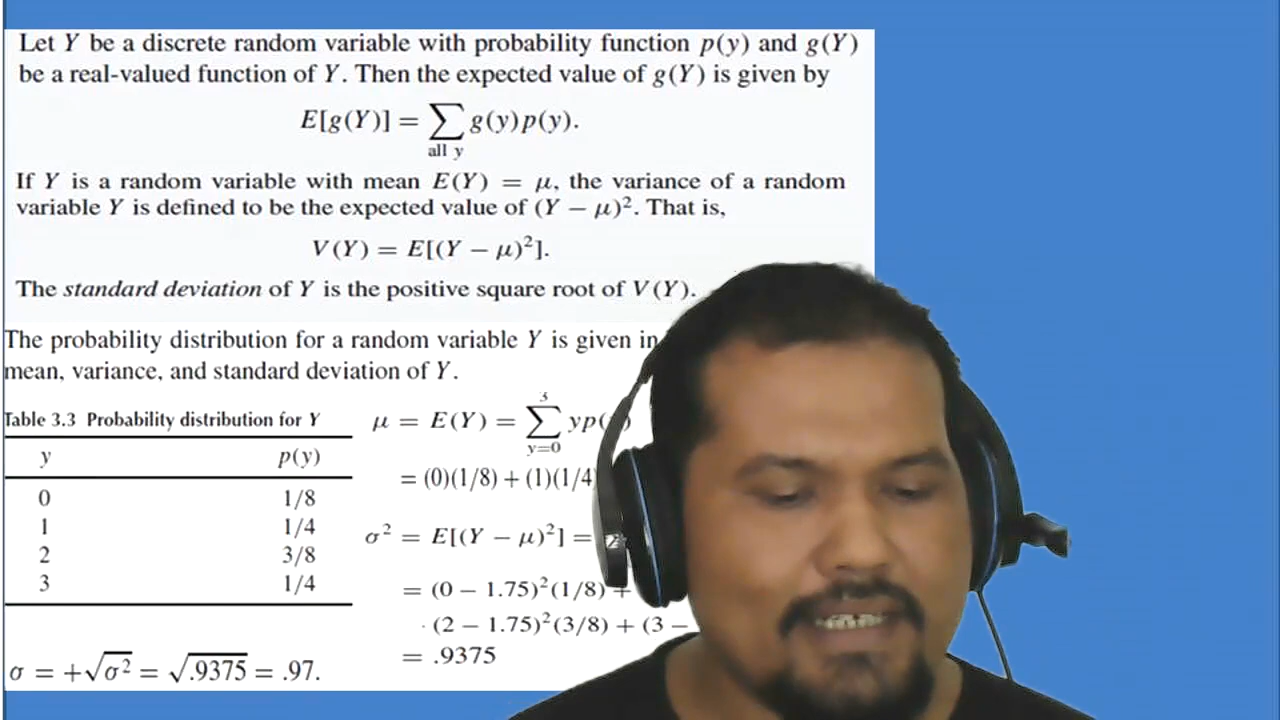 Let Y be a discrete random variable with probability function p(y) and g(Y)
be a real-valued function of Y. Then the expected value of g(Y) is given by
E[g(Y)] = ∑ g(y)p(y).
all y
If Y is a random variable with mean E(Y) = μ, the variance of a random
variable Y is defined to be the expected value of (Y − μ)². That is,
V(Y) = E[(Y − μ)²].
The standard deviation of Y is the positive square root of V(Y).
The probability distribution for a random variable Y is given in
mean, variance, and standard deviation of Y.
Table 3.3 Probability distribution for Y
y p(y)
0 1/8
1 1/4
2 3/8
3 1/4
σ = +√σ² = √.9375 = .97.
3
μ = E(Y) = ∑ yp(
y=0
= (0)(1/8) + (1)(1/4)
σ² = E[(Y − μ)²] =
= (0 − 1.75)²(1/8) +
· (2 − 1.75)²(3/8) + (3 −
= .9375